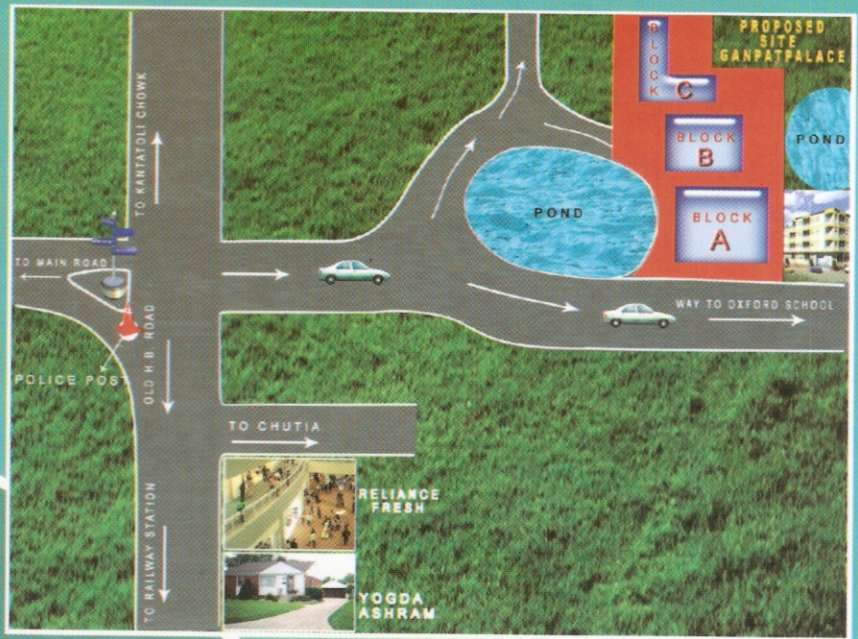 PROPOSED
SITE
GANPATPALACE
BLOCK
C
BLOCK
B
BLOCK
A
POND
POND
TO KANTATOLI CHOWK
TO MAIN ROAD
OLD H.B. ROAD
POLICE POST
WAY TO OXFORD SCHOOL
TO CHUTIA
RELIANCE
FRESH
TO RAILWAY STATION
YOGDA
ASHRAM